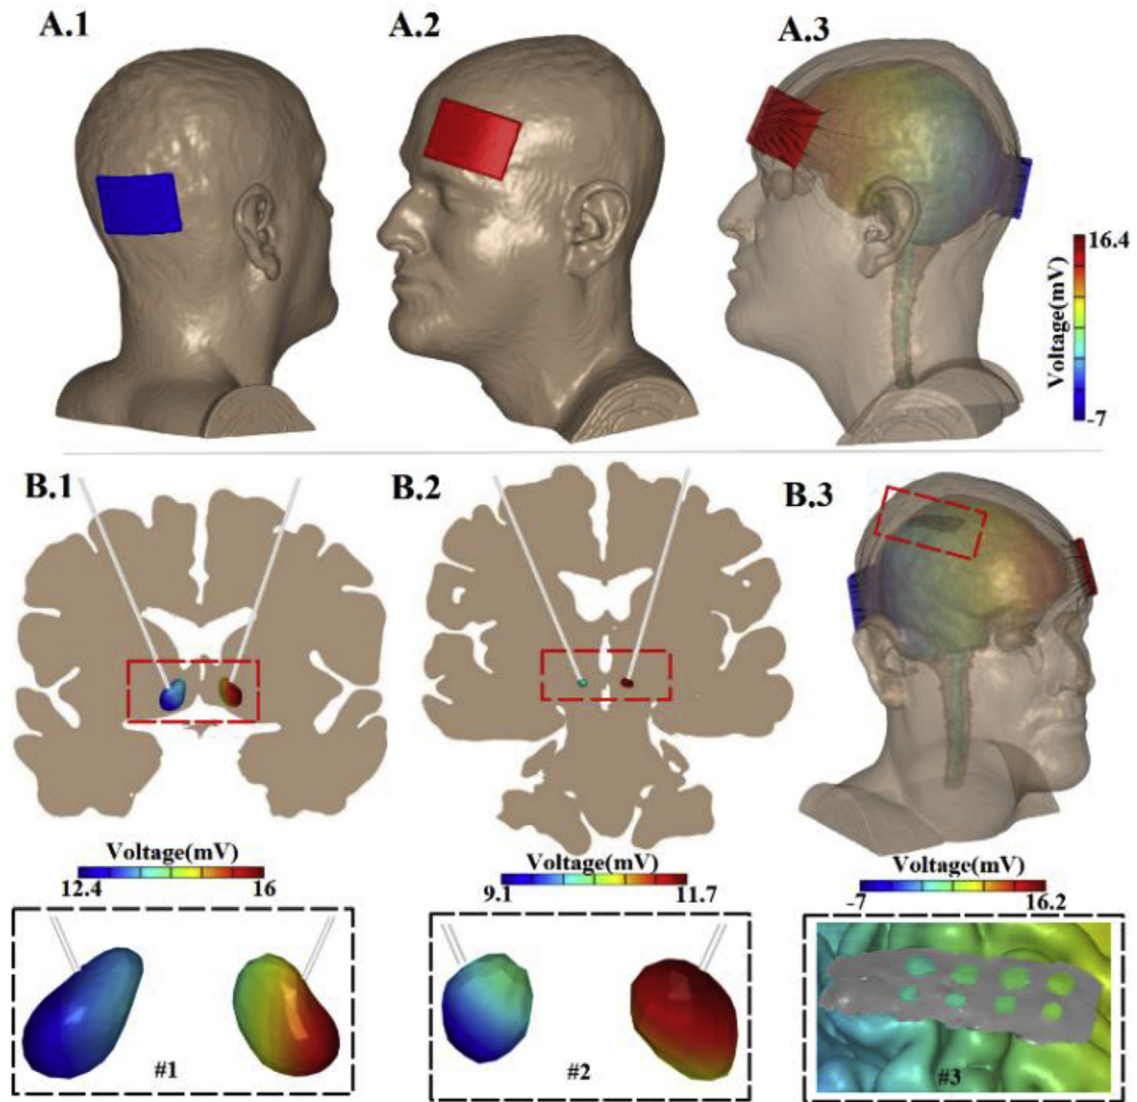 A.1
A.2
A.3
16.4
Voltage(mV)
-7
B.1
B.2
B.3
Voltage(mV)
12.4
16
Voltage(mV)
9.1
11.7
Voltage(mV)
-7
16.2
#1
#2
#3